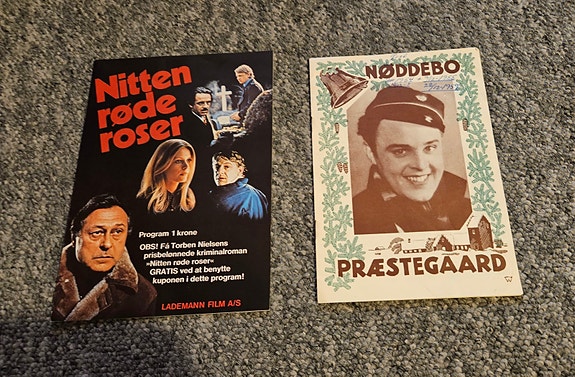 Nitten
røde
roser
Program 1 krone
OBS! Få Torben Nielsens
prisbelønnede kriminalroman
»Nitten røde roser«
GRATIS ved at benytte
kuponen i dette program!
LADEMANN FILM A/S
NØDDEBO
PRÆSTEGAARD